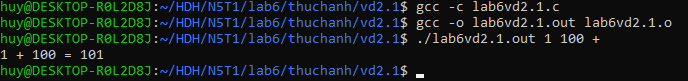 huy@DESKTOP-R0L2D8J:~/HDH/N5T1/lab6/thuchanh/vd2.1$ gcc -c lab6vd2.1.c
huy@DESKTOP-R0L2D8J:~/HDH/N5T1/lab6/thuchanh/vd2.1$ gcc -o lab6vd2.1.out lab6vd2.1.o
huy@DESKTOP-R0L2D8J:~/HDH/N5T1/lab6/thuchanh/vd2.1$ ./lab6vd2.1.out 1 100 +
1 + 100 = 101
huy@DESKTOP-R0L2D8J:~/HDH/N5T1/lab6/thuchanh/vd2.1$